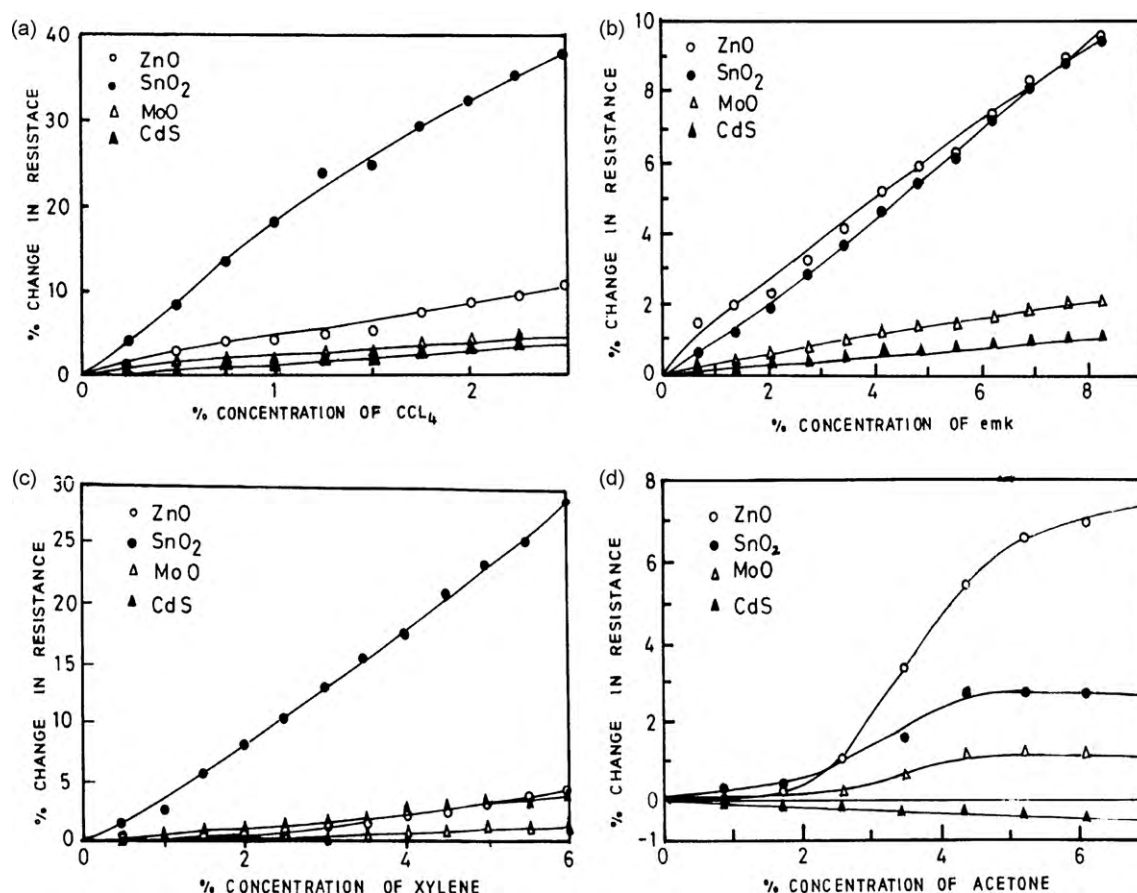 (a)
ZnO
SnO2
MoO
CdS
40
30
20
10
5
0
% CHANGE IN RESISTACE
0 1 2
% CONCENTRATION OF CCL4
(b)
ZnO
SnO2
MoO
CdS
10
8
6
4
2
0
% CHANGE IN RESISTANCE
0 2 4 6 8
% CONCENTRATION OF emk
(c)
ZnO
SnO2
MoO
CdS
30
25
20
15
10
5
0
% CHANGE IN RESISTANCE
0 2 4 6
% CONCENTRATION OF XYLENE
(d)
ZnO
SnO2
MoO
CdS
8
6
4
2
0
-1
% CHANGE IN RESISTANCE
0 2 4 6
% CONCENTRATION OF ACETONE